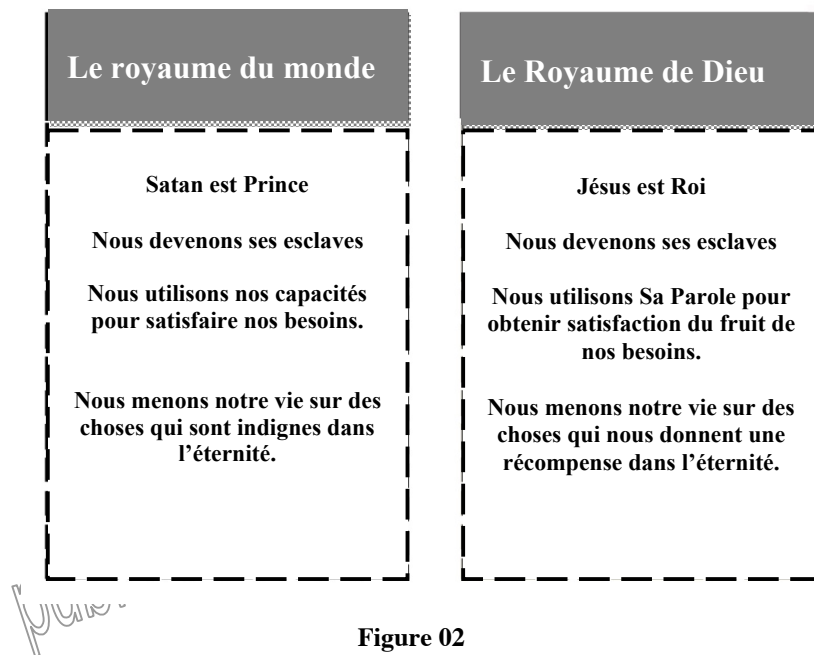 Le royaume du monde
Satan est Prince
Nous devenons ses esclaves
Nous utilisons nos capacités
pour satisfaire nos besoins.
Nous menons notre vie sur des
choses qui sont indignes dans
l’éternité.
Le Royaume de Dieu
Jésus est Roi
Nous devenons ses esclaves
Nous utilisons Sa Parole pour
obtenir satisfaction du fruit de
nos besoins.
Nous menons notre vie sur des
choses qui nous donnent une
récompense dans l’éternité.
Figure 02